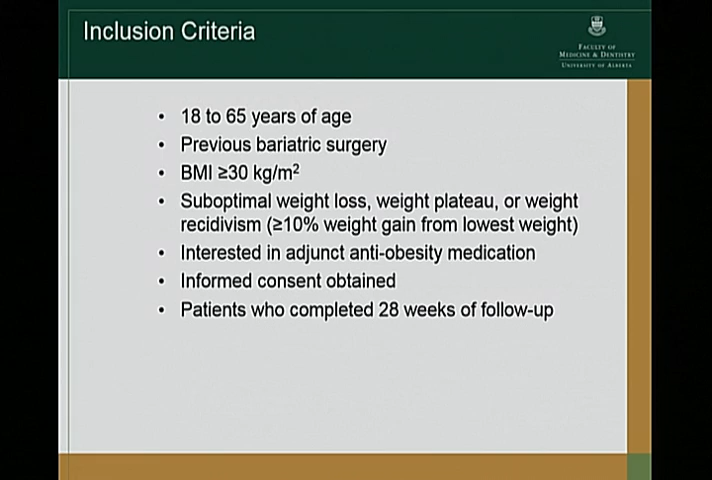 Inclusion Criteria
FACULTY OF
MEDICINE & DENTISTRY
UNIVERSITY OF ALBERTA
• 18 to 65 years of age
• Previous bariatric surgery
• BMI ≥30 kg/m²
• Suboptimal weight loss, weight plateau, or weight
recidivism (≥10% weight gain from lowest weight)
• Interested in adjunct anti-obesity medication
• Informed consent obtained
• Patients who completed 28 weeks of follow-up